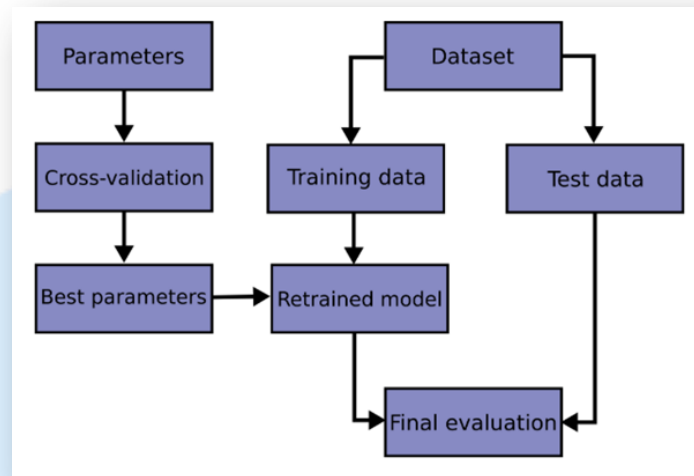 Parameters
Dataset
Cross-validation
Training data
Test data
Best parameters
Retrained model
Final evaluation